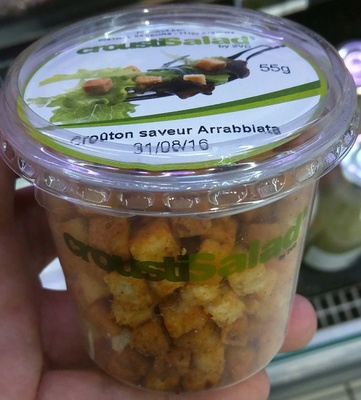 croustiSalad®
55g
Croûton saveur Arrabbiata
31/08/16
croustiSalad®